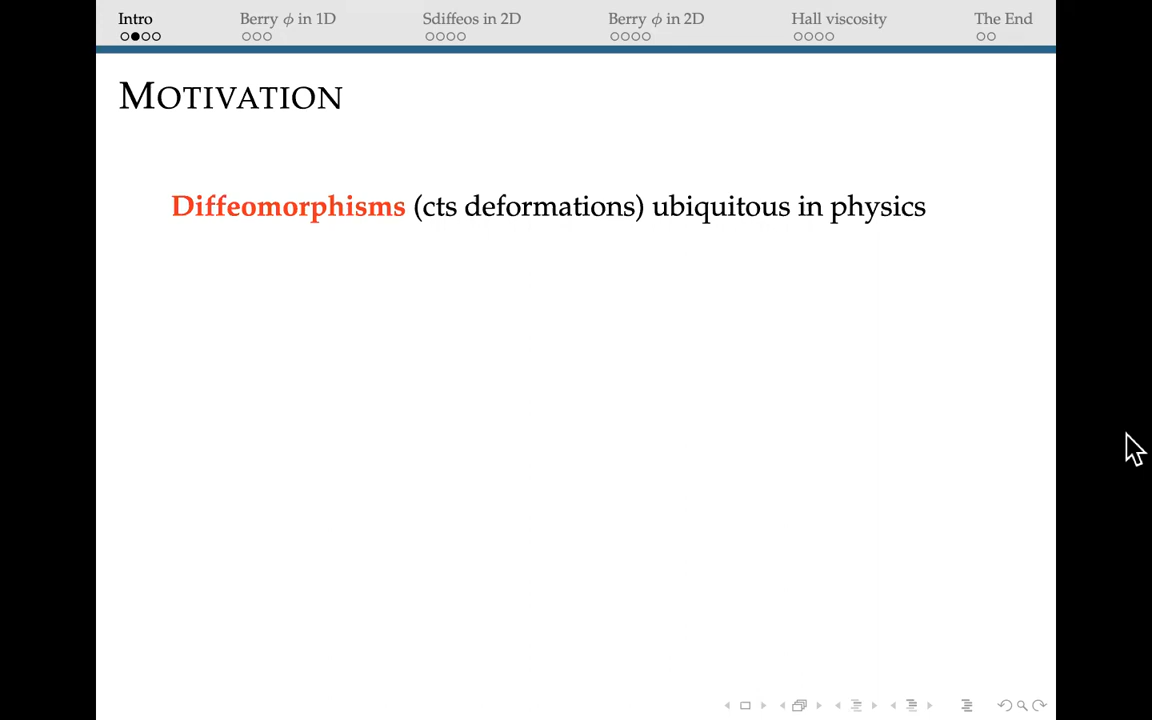 Intro Berry ϕ in 1D Sdiffeos in 2D Berry ϕ in 2D Hall viscosity The End
MOTIVATION
Diffeomorphisms (cts deformations) ubiquitous in physics